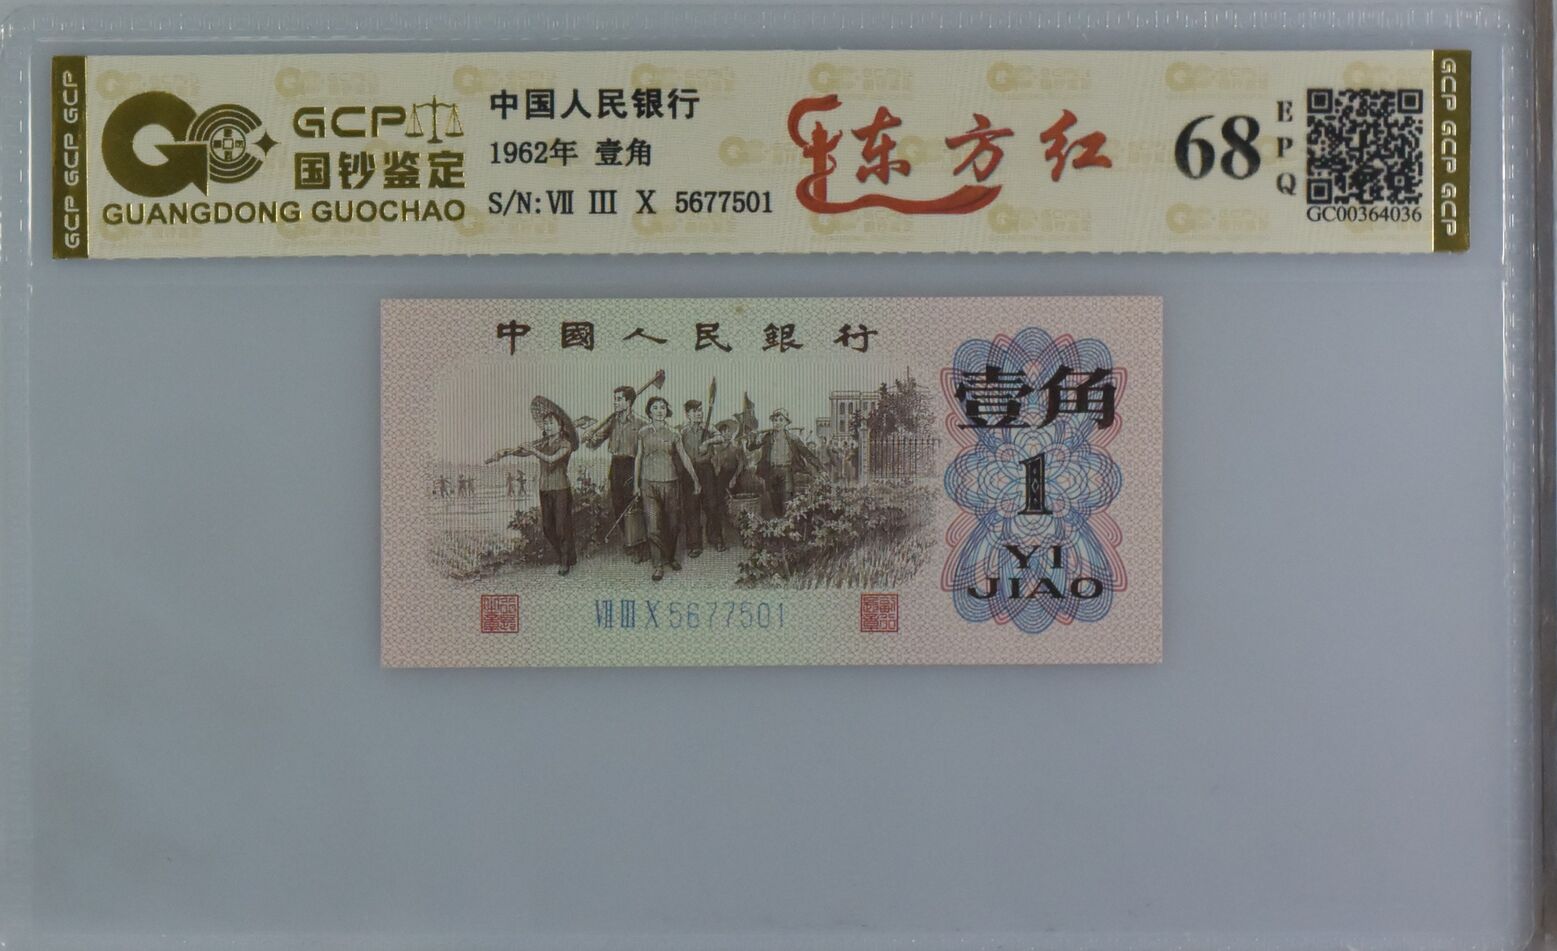 GCP GCP GCP
GCP
国钞鉴定
GUANGDONG GUOCHAO
中国人民银行
1962年 壹角
S/N: Ⅶ Ⅲ Ⅹ 5677501
东方红
68
EPQ
GC00364036
GCP GCP GCP
中國人民銀行
壹角
1
YI
JIAO
Ⅶ Ⅲ Ⅹ 5677501